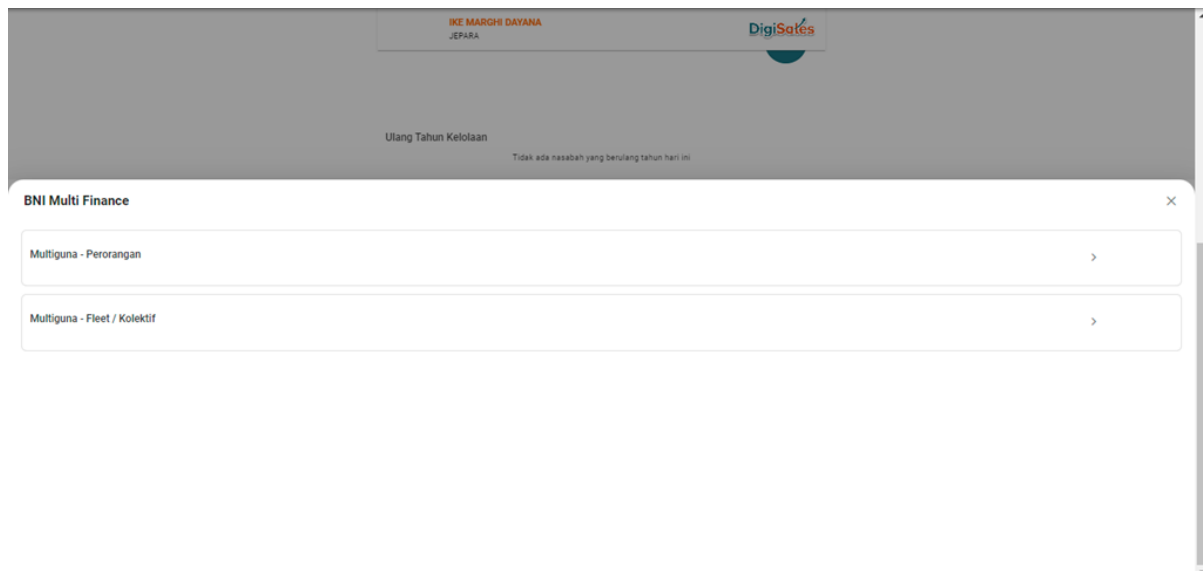 IKE MARGHI DAYANA
JEPARA
DigiSales
Ulang Tahun Kelolaan
Tidak ada nasabah yang berulang tahun hari ini
BNI Multi Finance
Multiguna - Perorangan
Multiguna - Fleet / Kolektif